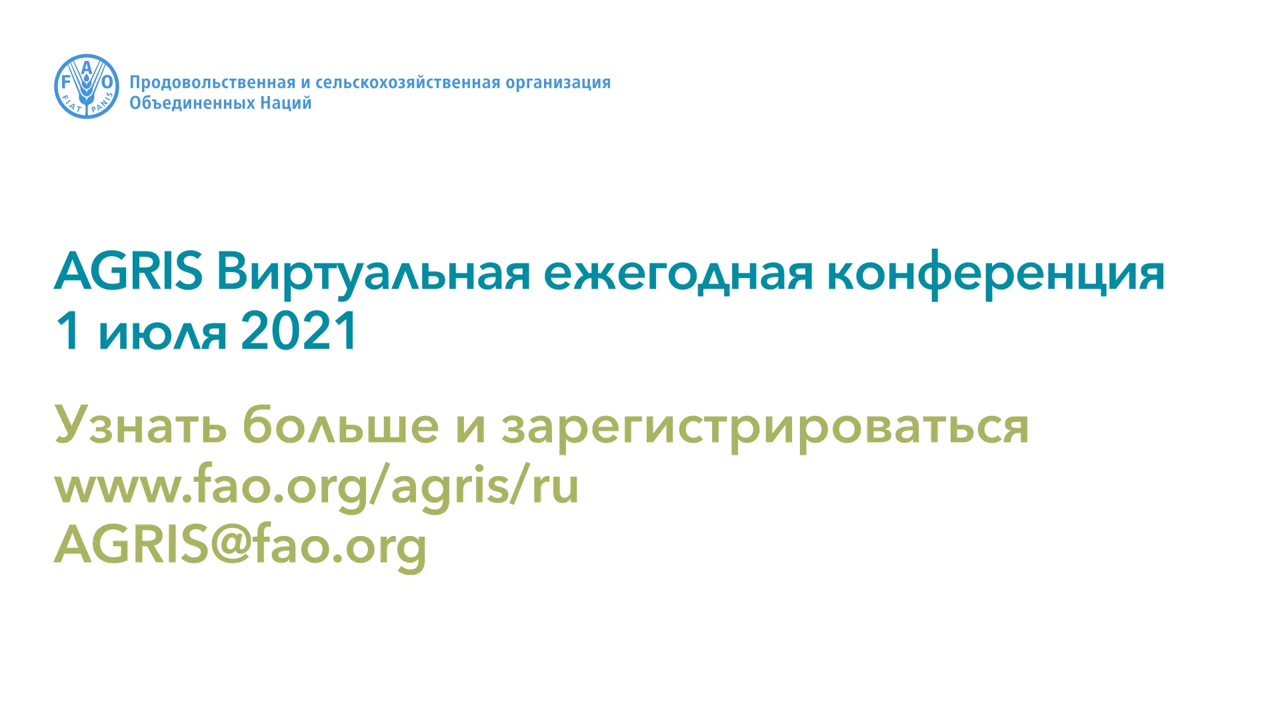 FAO
FIAT PANIS
Продовольственная и сельскохозяйственная организация
Объединенных Наций
AGRIS Виртуальная ежегодная конференция
1 июля 2021
Узнать больше и зарегистрироваться
www.fao.org/agris/ru
AGRIS@fao.org